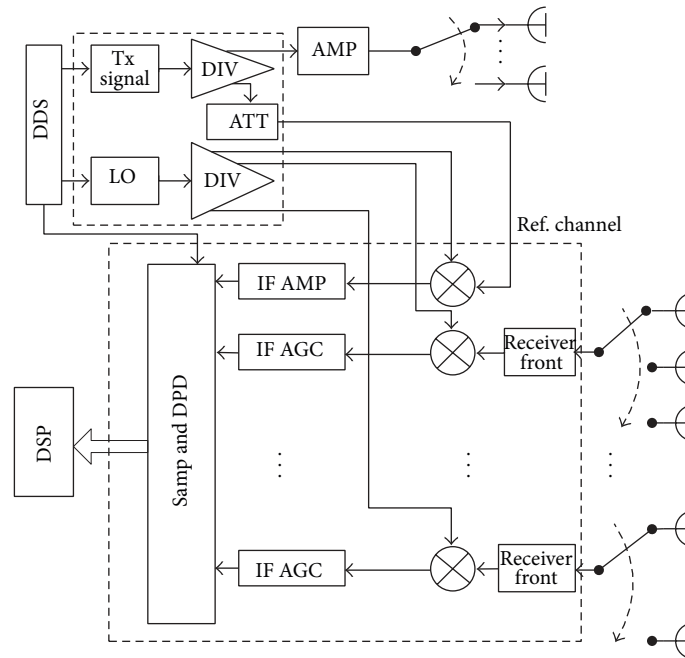 DDS
Tx
signal
DIV
AMP
ATT
LO
DIV
Ref. channel
IF AMP
IF AGC
Receiver
front
DSP
Samp and DPD
IF AGC
Receiver
front